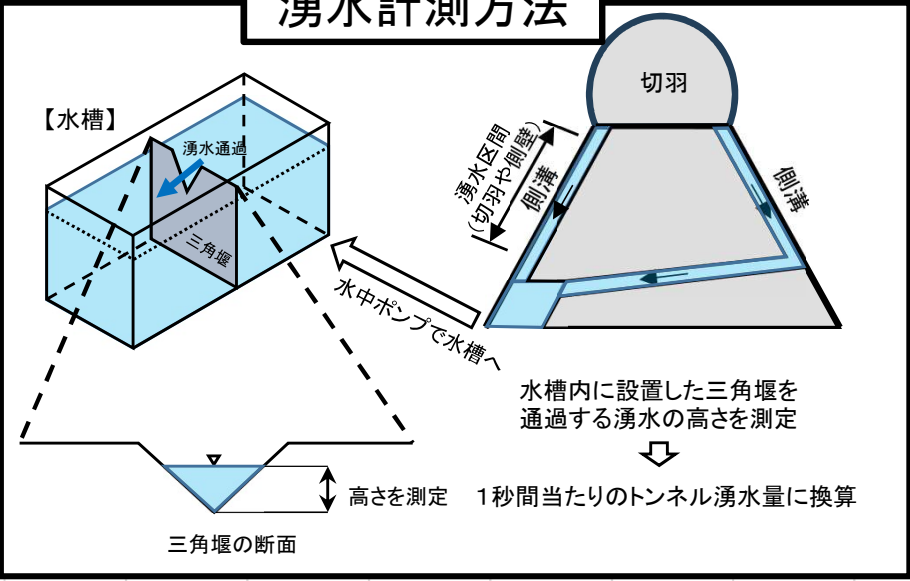 湧水計測方法
【水槽】
湧水通過
三角堰
切羽
湧水区間
(切羽や側壁)
側溝
側溝
水中ポンプで水槽へ
水槽内に設置した三角堰を
通過する湧水の高さを測定
高さを測定
1秒間当たりのトンネル湧水量に換算
三角堰の断面